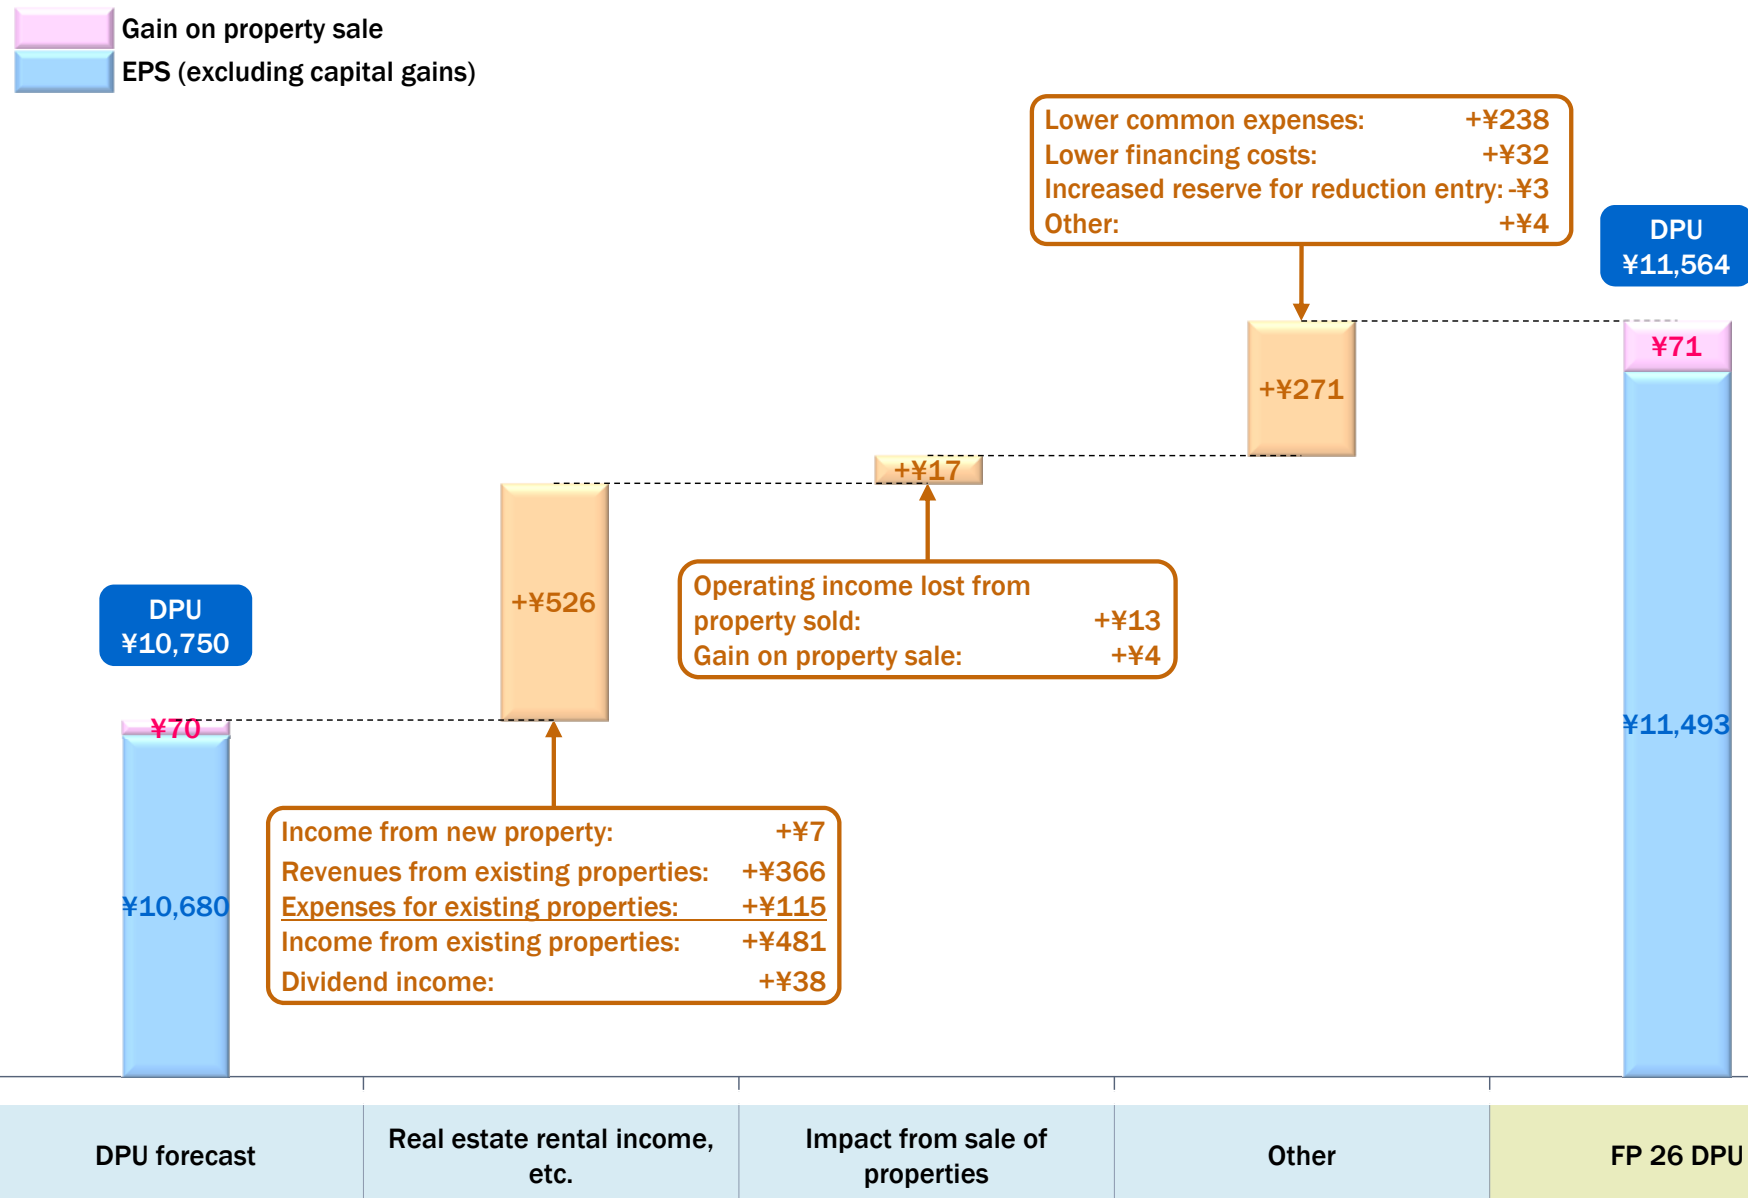 Gain on property sale
EPS (excluding capital gains)
Lower common expenses: +¥238
Lower financing costs: +¥32
Increased reserve for reduction entry: -¥3
Other: +¥4
DPU
¥11,564
¥71
+¥271
+¥17
+¥526
Operating income lost from
property sold: +¥13
Gain on property sale: +¥4
DPU
¥10,750
¥70
¥11,493
Income from new property: +¥7
Revenues from existing properties: +¥366
Expenses for existing properties: +¥115
Income from existing properties: +¥481
Dividend income: +¥38
¥10,680
DPU forecast
Real estate rental income,
etc.
Impact from sale of
properties
Other
FP 26 DPU